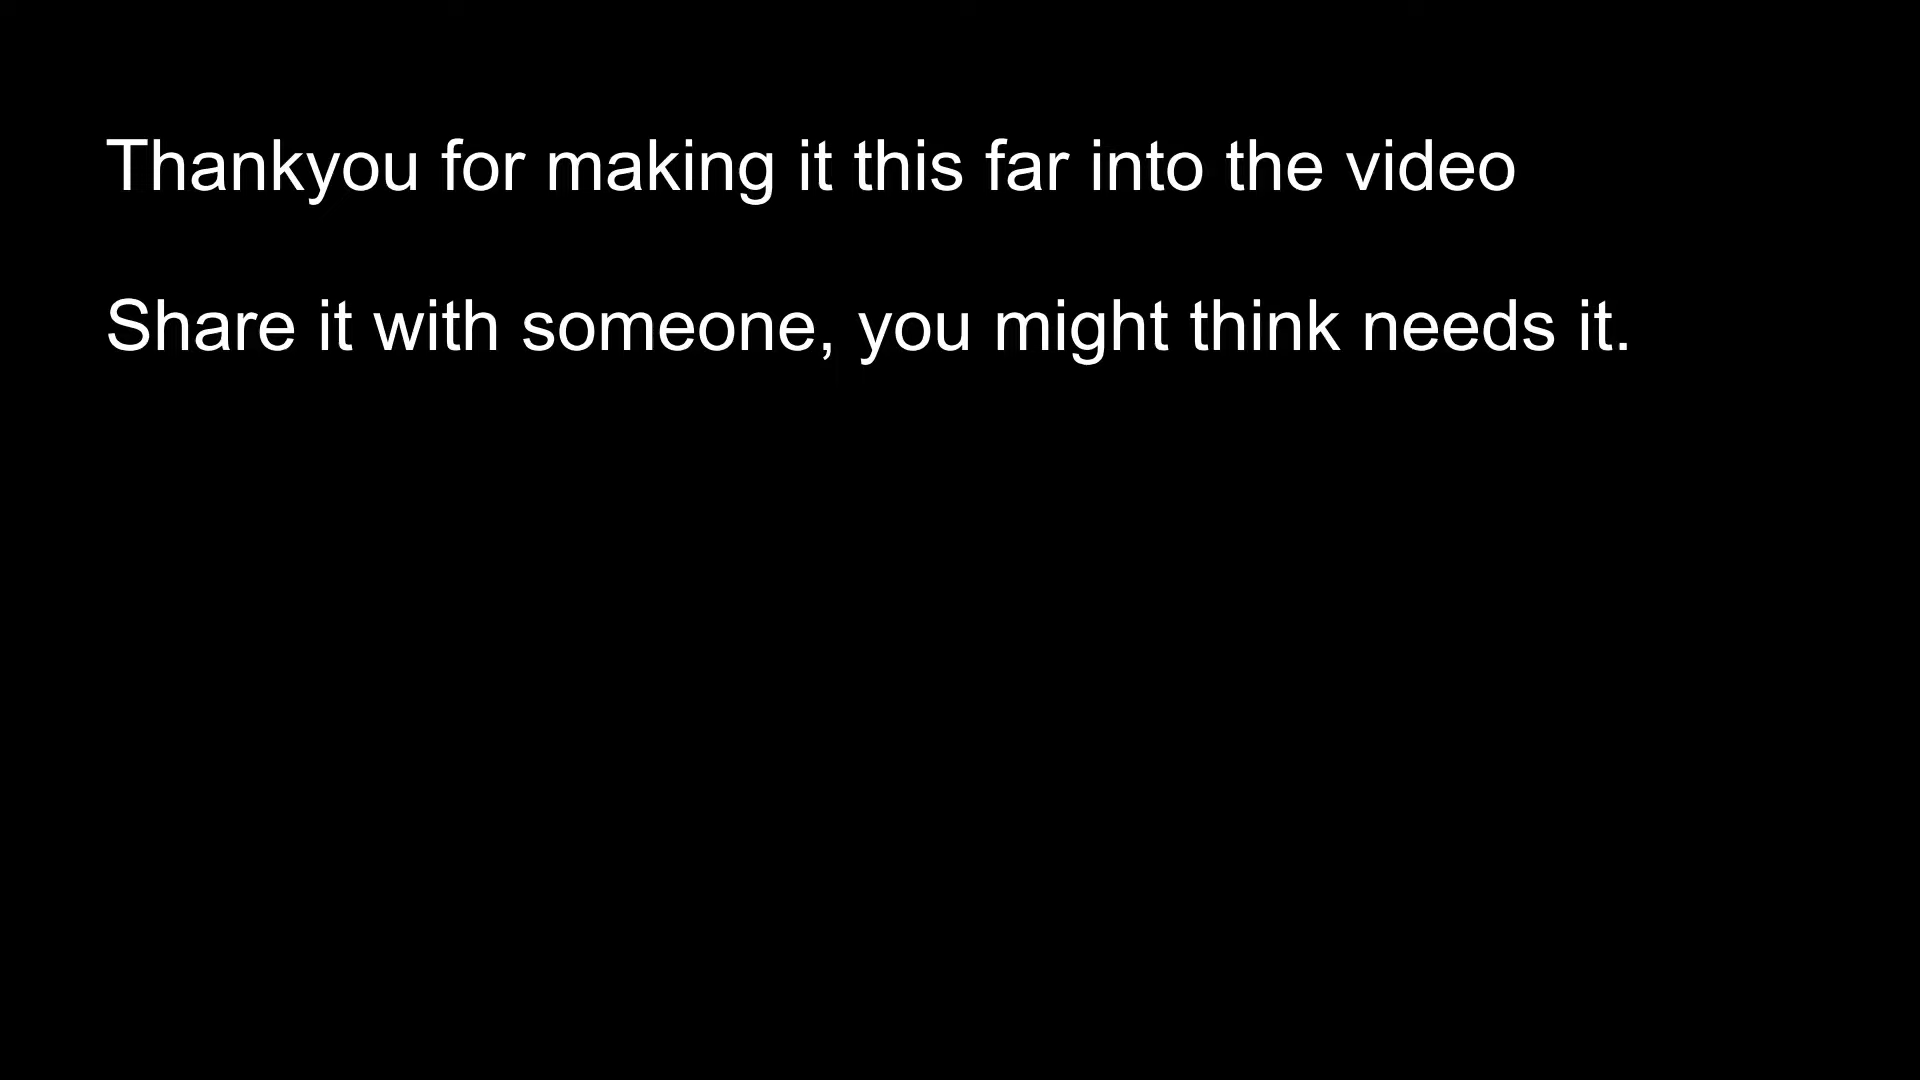 Thankyou for making it this far into the video
Share it with someone, you might think needs it.